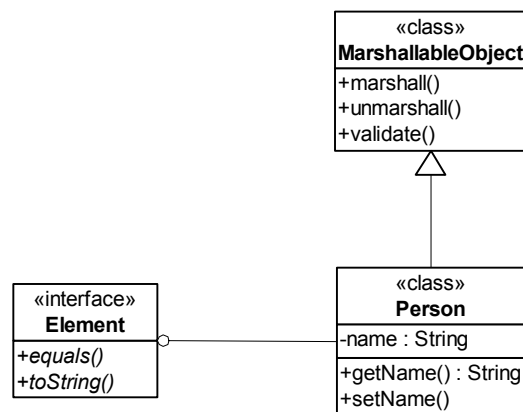 «class»
MarshallableObject
+marshall()
+unmarshall()
+validate()
«interface»
Element
+equals()
+toString()
«class»
Person
-name : String
+getName() : String
+setName()